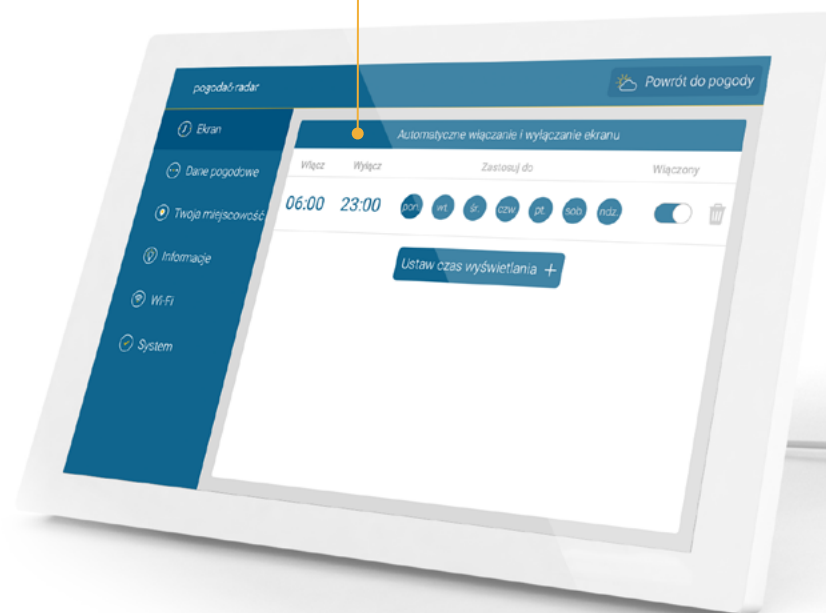 pogoda&radar
Powrót do pogody
Ekran
Dane pogodowe
Twoja miejscowość
Informacje
Wi-Fi
System
Automatyczne włączanie i wyłączanie ekranu
Włącz Wyłącz Zastosuj do Włączony
06:00 23:00 pon. wt. śr. czw. pt. sob. ndz.
Ustaw czas wyświetlania +